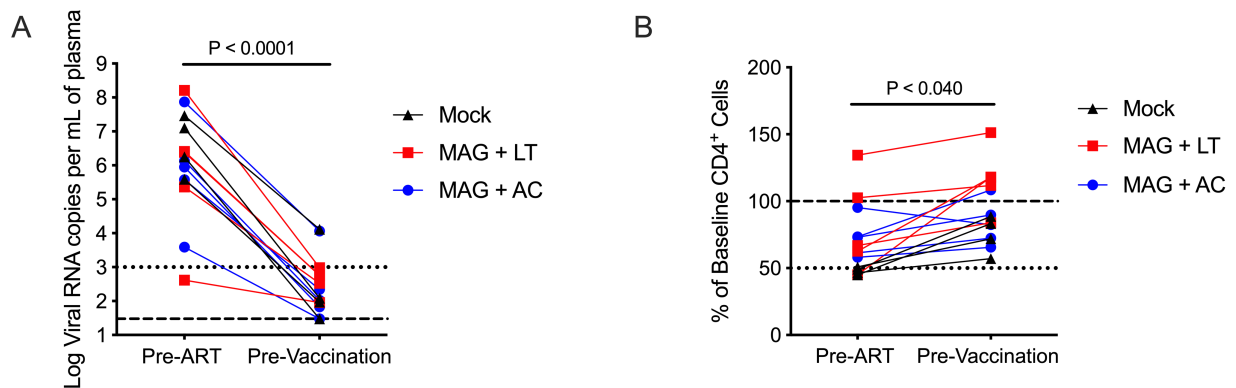 A
Log Viral RNA copies per mL of plasma
P < 0.0001
9
8
7
6
5
4
3
2
1
Pre-ART
Pre-Vaccination
Mock
MAG + LT
MAG + AC
B
% of Baseline CD4⁺ Cells
P < 0.040
200
150
100
50
0
Pre-ART
Pre-Vaccination
Mock
MAG + LT
MAG + AC